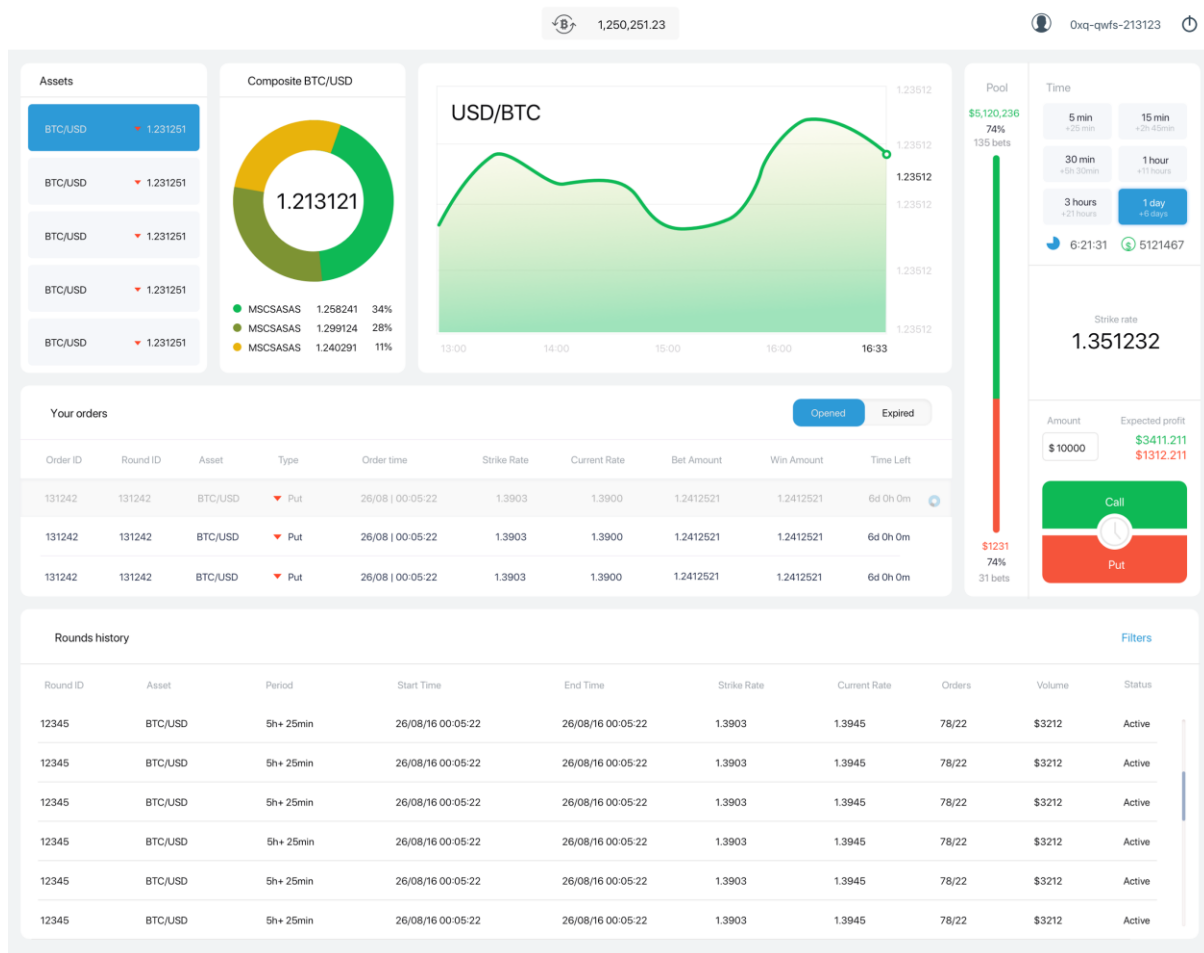 1,250,251.23
0xq-qwfs-213123
Assets
BTC/USD 1.231251
BTC/USD 1.231251
BTC/USD 1.231251
BTC/USD 1.231251
BTC/USD 1.231251
Composite BTC/USD
1.213121
MSCSASAS 1.258241 34%
MSCSASAS 1.299124 28%
MSCSASAS 1.240291 11%
USD/BTC
1.23512
1.23512
1.23512
1.23512
1.23512
1.23512
13:00 14:00 15:00 16:00 16:33
Pool
$5,120,236
74%
135 bets
$1231
74%
31 bets
Time
5 min
+25 min
15 min
+2h 45min
30 min
+5h 30min
1 hour
+11 hours
3 hours
+21 hours
1 day
+6 days
6:21:31 $ 5121467
Strike rate
1.351232
Amount Expected profit
$ 10000
$3411.211
$1312.211
Call
Put
Your orders Opened Expired
Order ID Round ID Asset Type Order time Strike Rate Current Rate Bet Amount Win Amount Time Left
131242 131242 BTC/USD Put 26/08 | 00:05:22 1.3903 1.3900 1.2412521 1.2412521 6d 0h 0m
131242 131242 BTC/USD Put 26/08 | 00:05:22 1.3903 1.3900 1.2412521 1.2412521 6d 0h 0m
131242 131242 BTC/USD Put 26/08 | 00:05:22 1.3903 1.3900 1.2412521 1.2412521 6d 0h 0m
Rounds history Filters
Round ID Asset Period Start Time End Time Strike Rate Current Rate Orders Volume Status
12345 BTC/USD 5h+ 25min 26/08/16 00:05:22 26/08/16 00:05:22 1.3903 1.3945 78/22 $3212 Active
12345 BTC/USD 5h+ 25min 26/08/16 00:05:22 26/08/16 00:05:22 1.3903 1.3945 78/22 $3212 Active
12345 BTC/USD 5h+ 25min 26/08/16 00:05:22 26/08/16 00:05:22 1.3903 1.3945 78/22 $3212 Active
12345 BTC/USD 5h+ 25min 26/08/16 00:05:22 26/08/16 00:05:22 1.3903 1.3945 78/22 $3212 Active
12345 BTC/USD 5h+ 25min 26/08/16 00:05:22 26/08/16 00:05:22 1.3903 1.3945 78/22 $3212 Active
12345 BTC/USD 5h+ 25min 26/08/16 00:05:22 26/08/16 00:05:22 1.3903 1.3945 78/22 $3212 Active